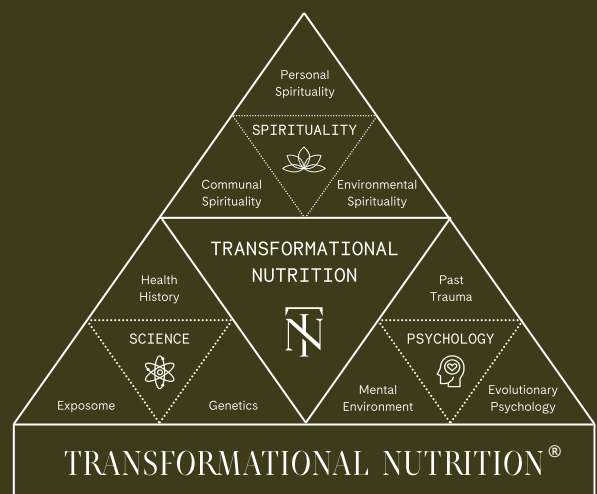 Personal
Spirituality
SPIRITUALITY
Communal
Spirituality
Environmental
Spirituality
TRANSFORMATIONAL
NUTRITION
TN
Health
History
Past
Trauma
SCIENCE
PSYCHOLOGY
Exposome
Genetics
Mental
Environment
Evolutionary
Psychology
TRANSFORMATIONAL NUTRITION®